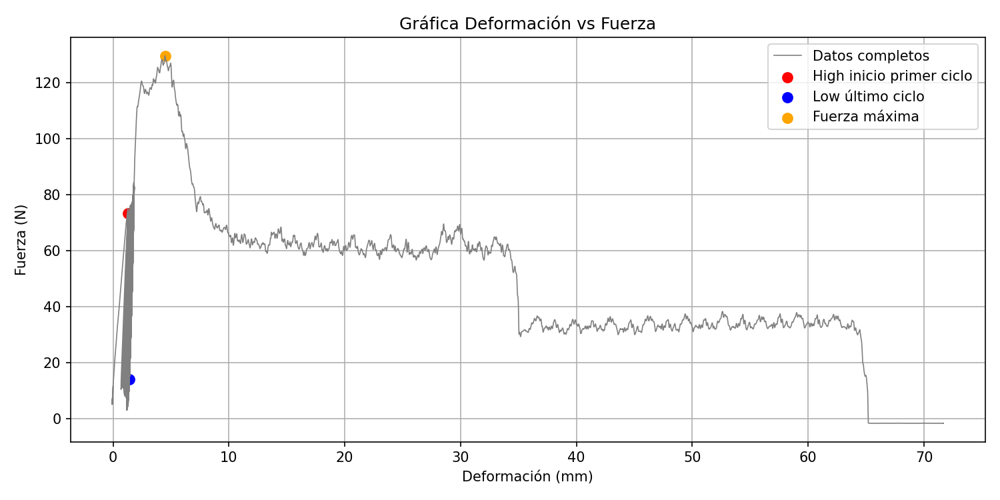 Gráfica Deformación vs Fuerza
Datos completos
High inicio primer ciclo
Low último ciclo
Fuerza máxima
Fuerza (N)
120
100
80
60
40
20
0
0 10 20 30 40 50 60 70
Deformación (mm)